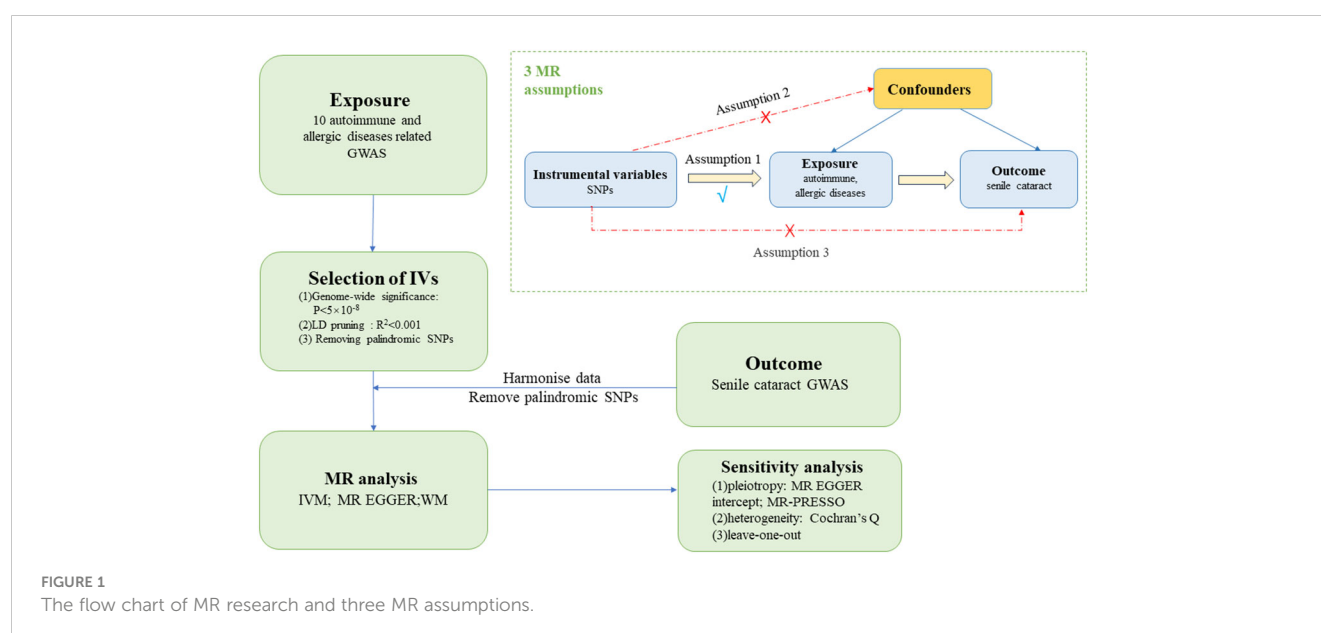 Exposure
10 autoimmune and
allergic diseases related
GWAS
Selection of IVs
(1)Genome-wide significance:
P<5×10⁻⁸
(2)LD pruning : R²<0.001
(3) Removing palindromic SNPs
Harmonise data
Remove palindromic SNPs
Outcome
Senile cataract GWAS
MR analysis
IVM; MR EGGER;WM
Sensitivity analysis
(1)pleiotropy: MR EGGER
intercept; MR-PRESSO
(2)heterogeneity: Cochran’s Q
(3)leave-one-out
3 MR
assumptions
Assumption 2
Confounders
Instrumental variables
SNPs
Assumption 1
√
Exposure
autoimmune,
allergic diseases
Outcome
senile cataract
X
X
Assumption 3
FIGURE 1
The flow chart of MR research and three MR assumptions.